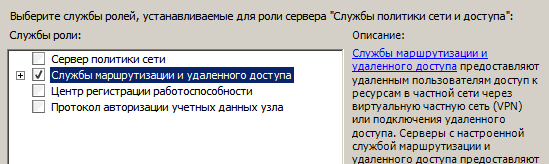 Выберите службы ролей, устанавливаемые для роли сервера "Службы политики сети и доступа":
Службы роли:
Сервер политики сети
Службы маршрутизации и удаленного доступа
Центр регистрации работоспособности
Протокол авторизации учетных данных узла
Описание:
Службы маршрутизации и
удаленного доступа предоставляют
удаленным пользователям доступ к
ресурсам в частной сети через
виртуальную частную сеть (VPN)
или подключения удаленного
доступа. Серверы с настроенной
службой маршрутизации и
удаленного доступа предоставляют